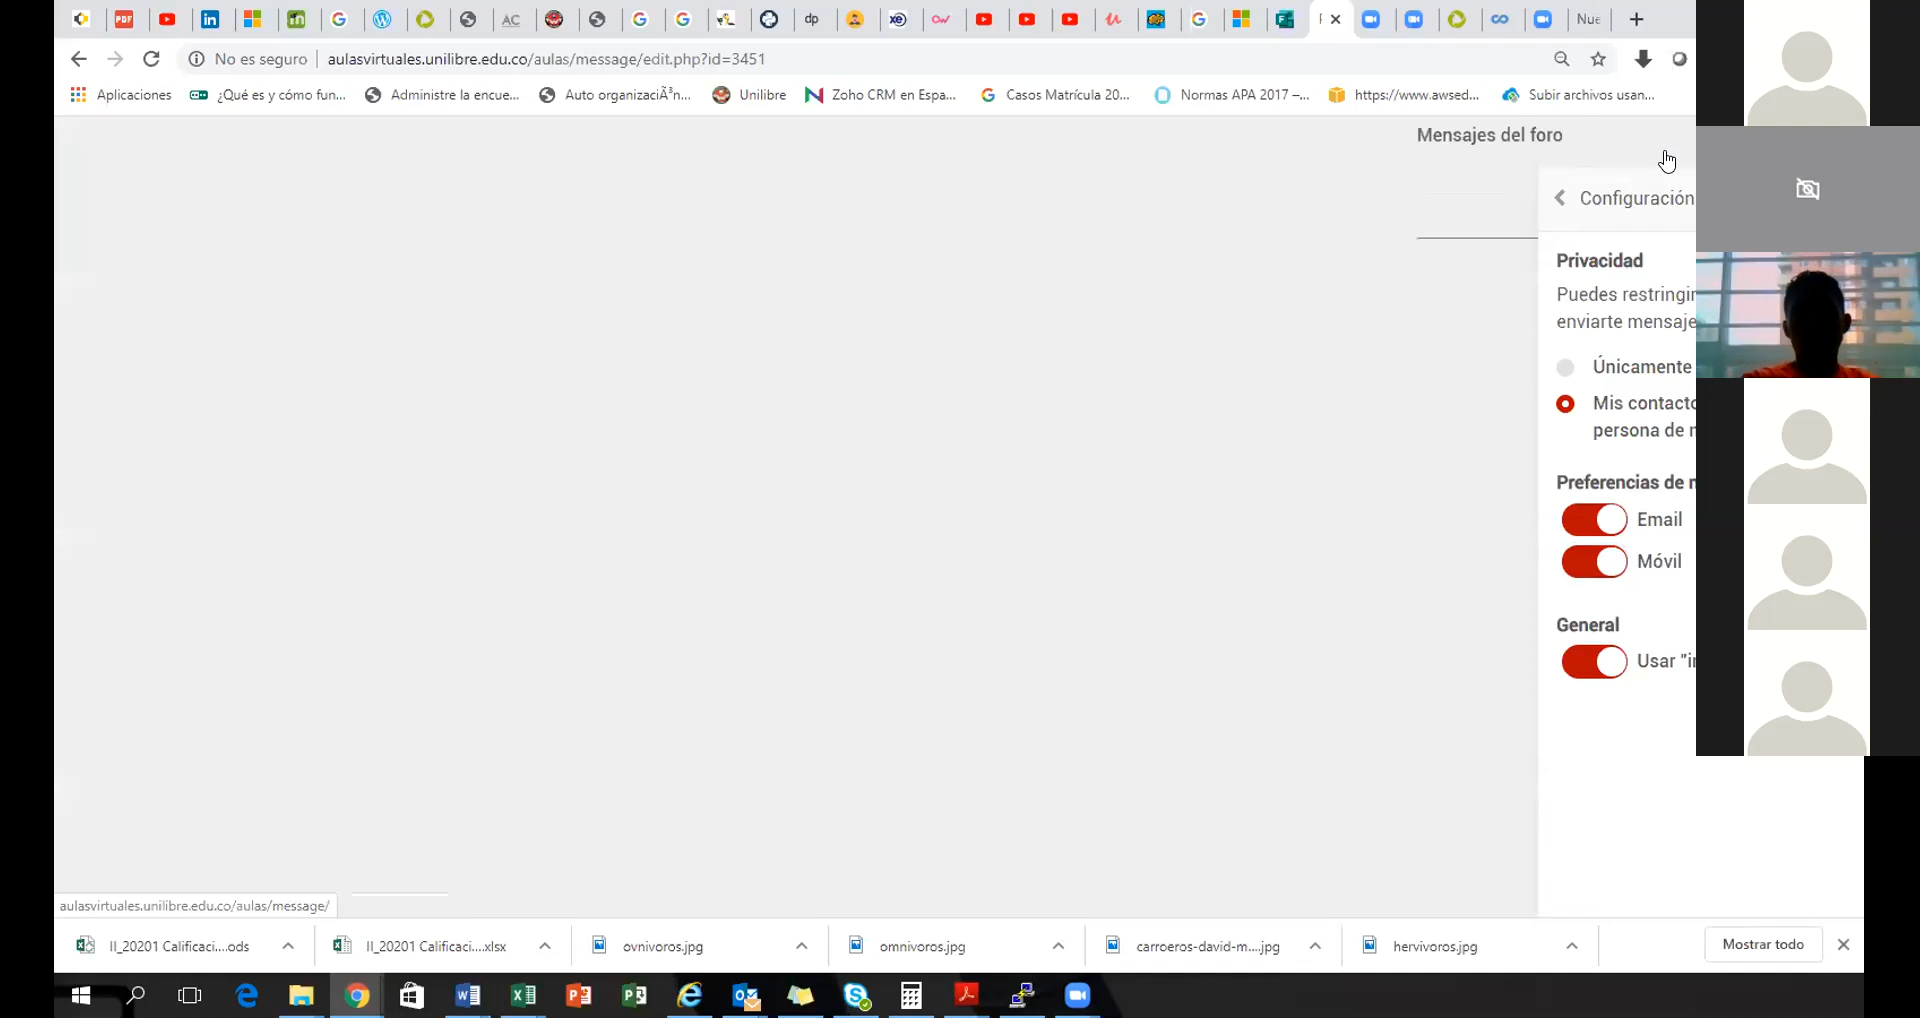 Nue
No es seguro aulasvirtuales.unilibre.edu.co/aulas/message/edit.php?id=3451
Aplicaciones ¿Qué es y cómo fun... Administre la encue... Auto organizaciÃ³n... Unilibre Zoho CRM en Espa... Casos Matrícula 20... Normas APA 2017 –... https://www.awsed... Subir archivos usan...
Mensajes del foro
Configuración
Privacidad
Puedes restringir
enviarte mensaje
Únicamente
Mis contacto
persona de
Preferencias de
Email
Móvil
General
Usar "i
aulasvirtuales.unilibre.edu.co/aulas/message/
II_20201 Calificaci....ods II_20201 Calificaci....xlsx ovnivoros.jpg omnivoros.jpg carroeros-david-m....jpg hervivoros.jpg Mostrar todo